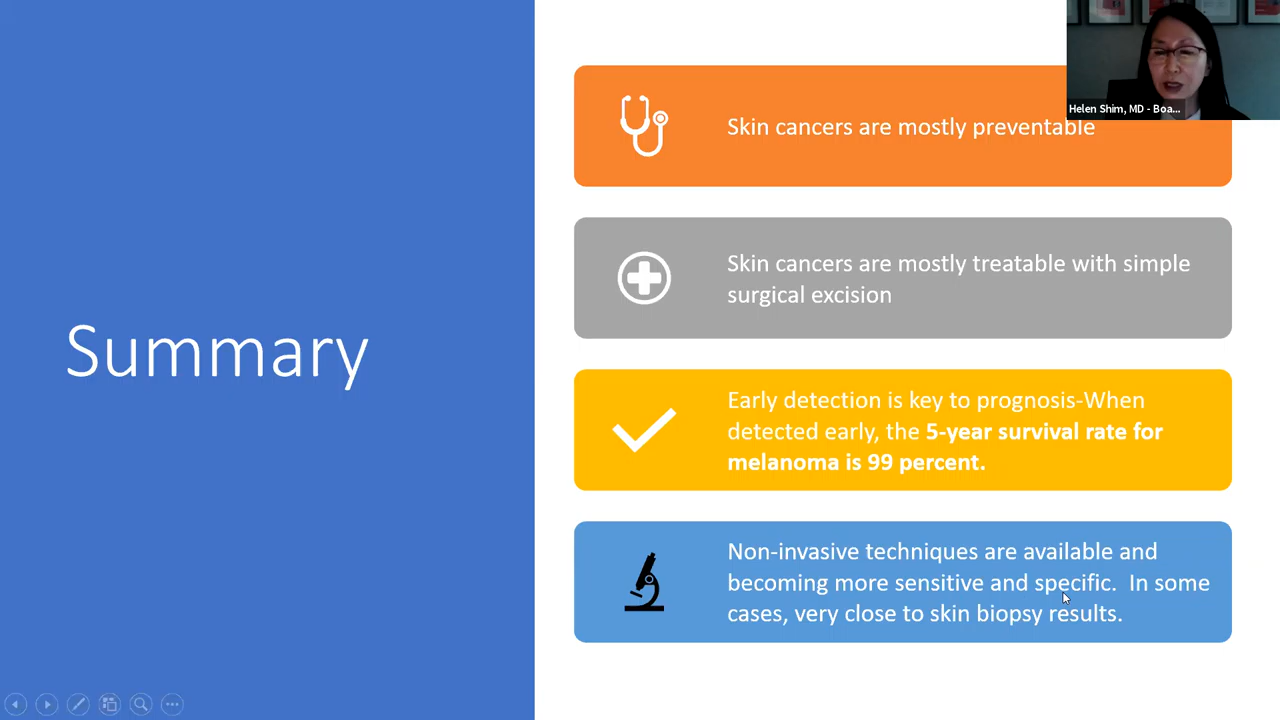 Helen Shim, MD - Boa...
Skin cancers are mostly preventable
Skin cancers are mostly treatable with simple
surgical excision
Summary
Early detection is key to prognosis-When
detected early, the 5-year survival rate for
melanoma is 99 percent.
Non-invasive techniques are available and
becoming more sensitive and specific.  In some
cases, very close to skin biopsy results.